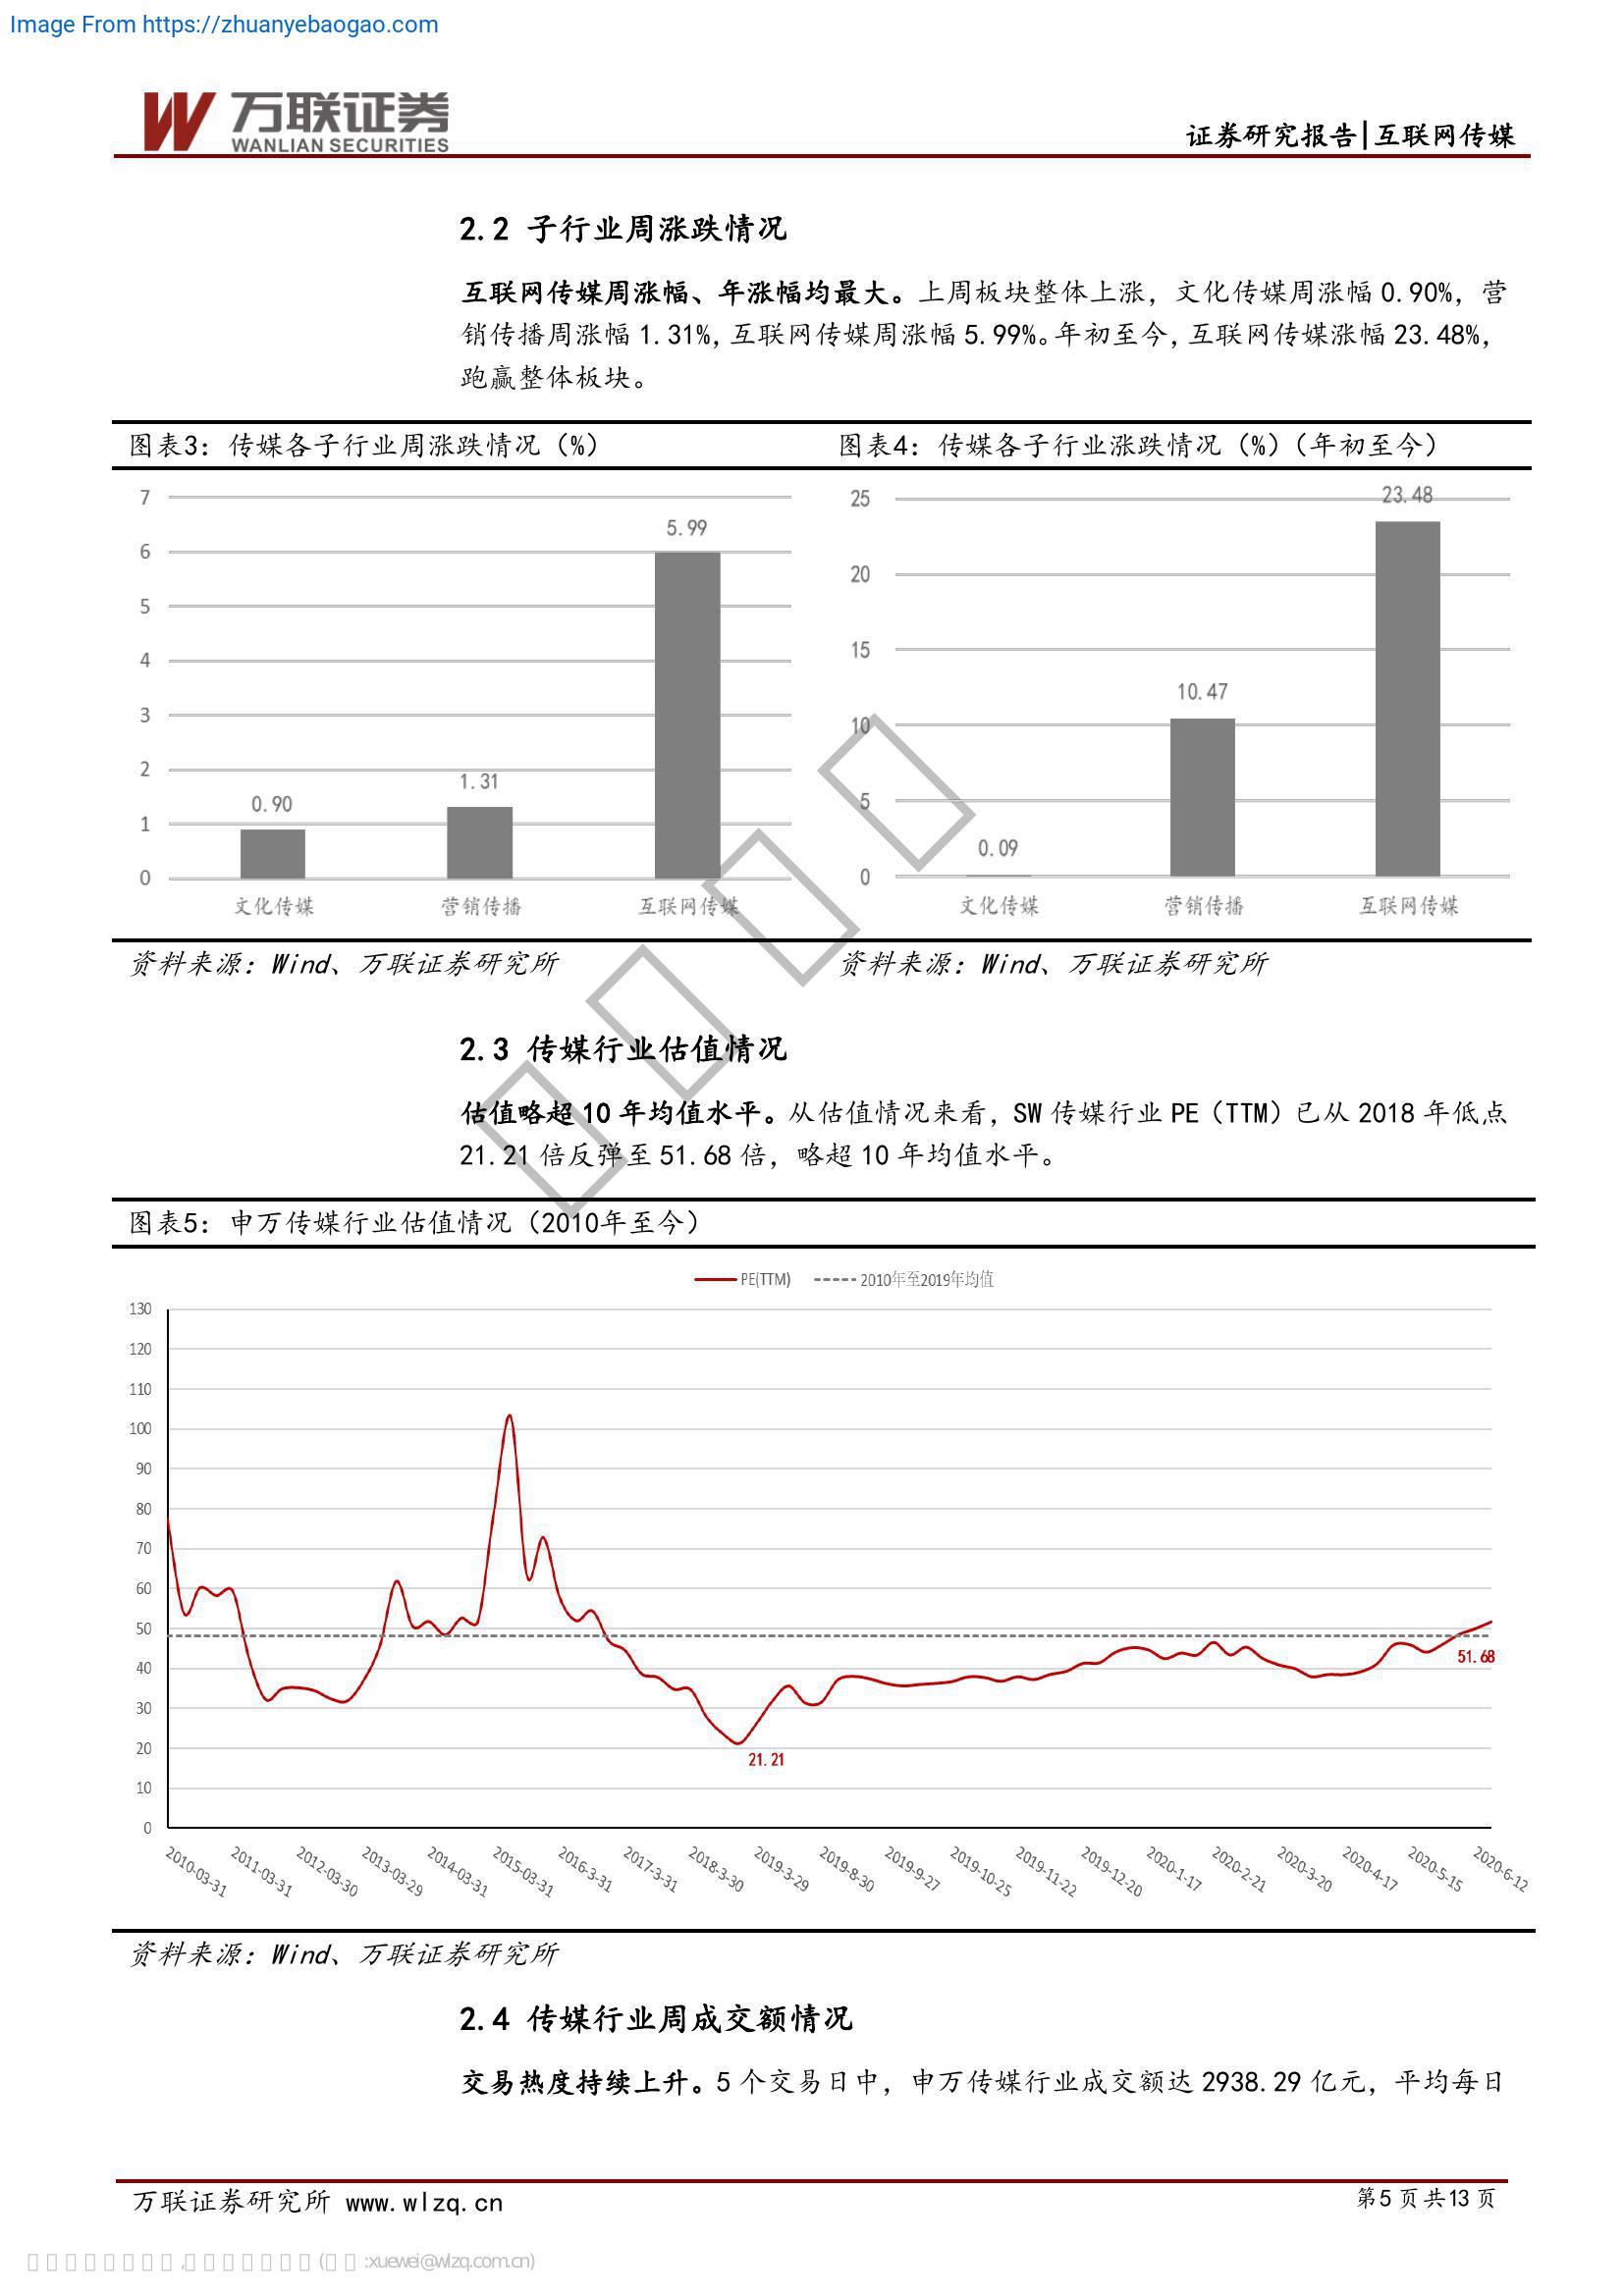 Image From https://zhuanyebaogao.com
万联证券
WANLIAN SECURITIES
证券研究报告|互联网传媒
2.2 子行业周涨跌情况
互联网传媒周涨幅、年涨幅均最大。上周板块整体上涨，文化传媒周涨幅 0.90%，营
销传播周涨幅 1.31%，互联网传媒周涨幅 5.99%。年初至今，互联网传媒涨幅 23.48%，
跑赢整体板块。
图表3：传媒各子行业周涨跌情况（%）
7
6
5
4
3
2
1
0
0.90
1.31
5.99
文化传媒 营销传播 互联网传媒
资料来源：Wind、万联证券研究所
图表4：传媒各子行业涨跌情况（%）（年初至今）
25
20
15
10
5
0
0.09
10.47
23.48
文化传媒 营销传播 互联网传媒
资料来源：Wind、万联证券研究所
2.3 传媒行业估值情况
估值略超 10 年均值水平。从估值情况来看，SW 传媒行业 PE（TTM）已从 2018 年低点
21.21 倍反弹至 51.68 倍，略超 10 年均值水平。
图表5：申万传媒行业估值情况（2010年至今）
PE(TTM) 2010年至2019年均值
130
120
110
100
90
80
70
60
50
40
30
20
10
0
21.21
51.68
2010-03-31 2011-03-31 2012-03-30 2013-03-29 2014-03-31 2015-03-31 2016-3-31 2017-3-31 2018-3-30 2019-3-29 2019-8-30 2019-9-27 2019-10-25 2019-11-22 2019-12-20 2020-1-17 2020-2-21 2020-3-20 2020-4-17 2020-5-15 2020-6-12
资料来源：Wind、万联证券研究所
2.4 传媒行业周成交额情况
交易热度持续上升。5 个交易日中，申万传媒行业成交额达 2938.29 亿元，平均每日
万联证券研究所 www.wlzq.cn
第5 页 共13 页
:xuewei@wlzq.com.cn)